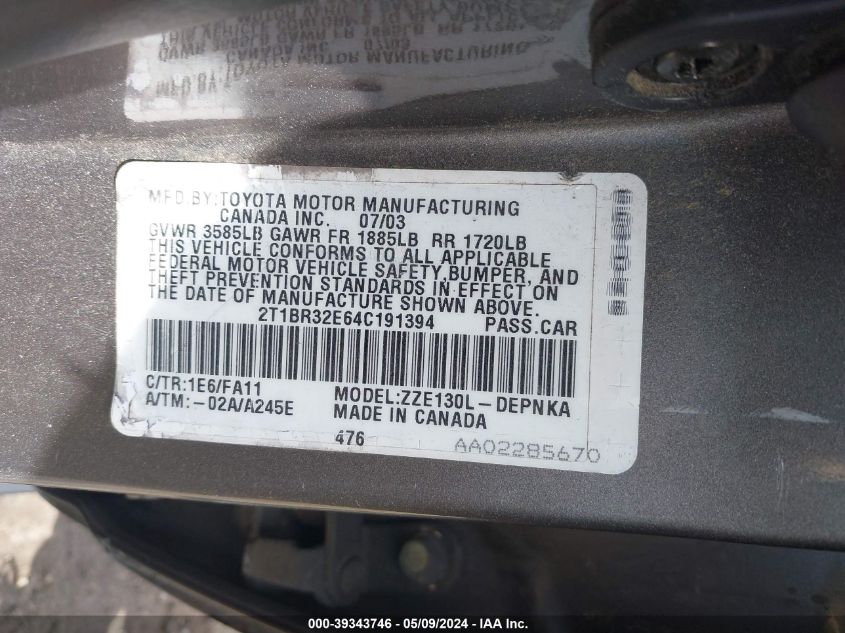 MFD.BY:TOYOTA MOTOR MANUFACTURING
CANADA INC. 07/03
GVWR 3585LB GAWR FR 1885LB RR 1720LB
THIS VEHICLE CONFORMS TO ALL APPLICABLE
FEDERAL MOTOR VEHICLE SAFETY,BUMPER, AND
THEFT PREVENTION STANDARDS IN EFFECT ON
THE DATE OF MANUFACTURE SHOWN ABOVE.
2T1BR32E64C191394 PASS.CAR
C/TR:1E6/FA11 MODEL:ZZE130L-DEPNKA
A/TM:-02A/A245E MADE IN CANADA
476 AA02285670
000-39343746 - 05/09/2024 - IAA Inc.